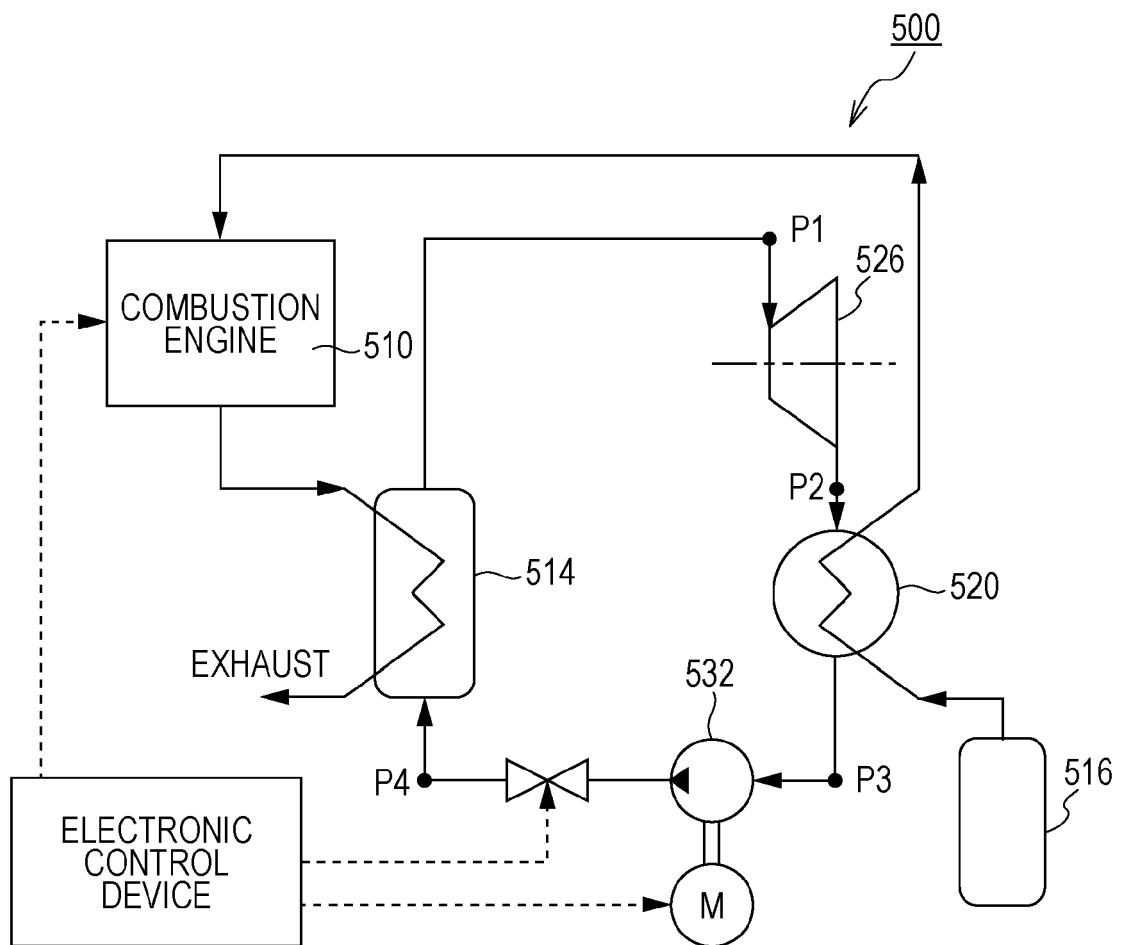 500
P1
526
COMBUSTION
ENGINE
510
P2
514
520
EXHAUST
532
P4
P3
516
ELECTRONIC
CONTROL
DEVICE
M